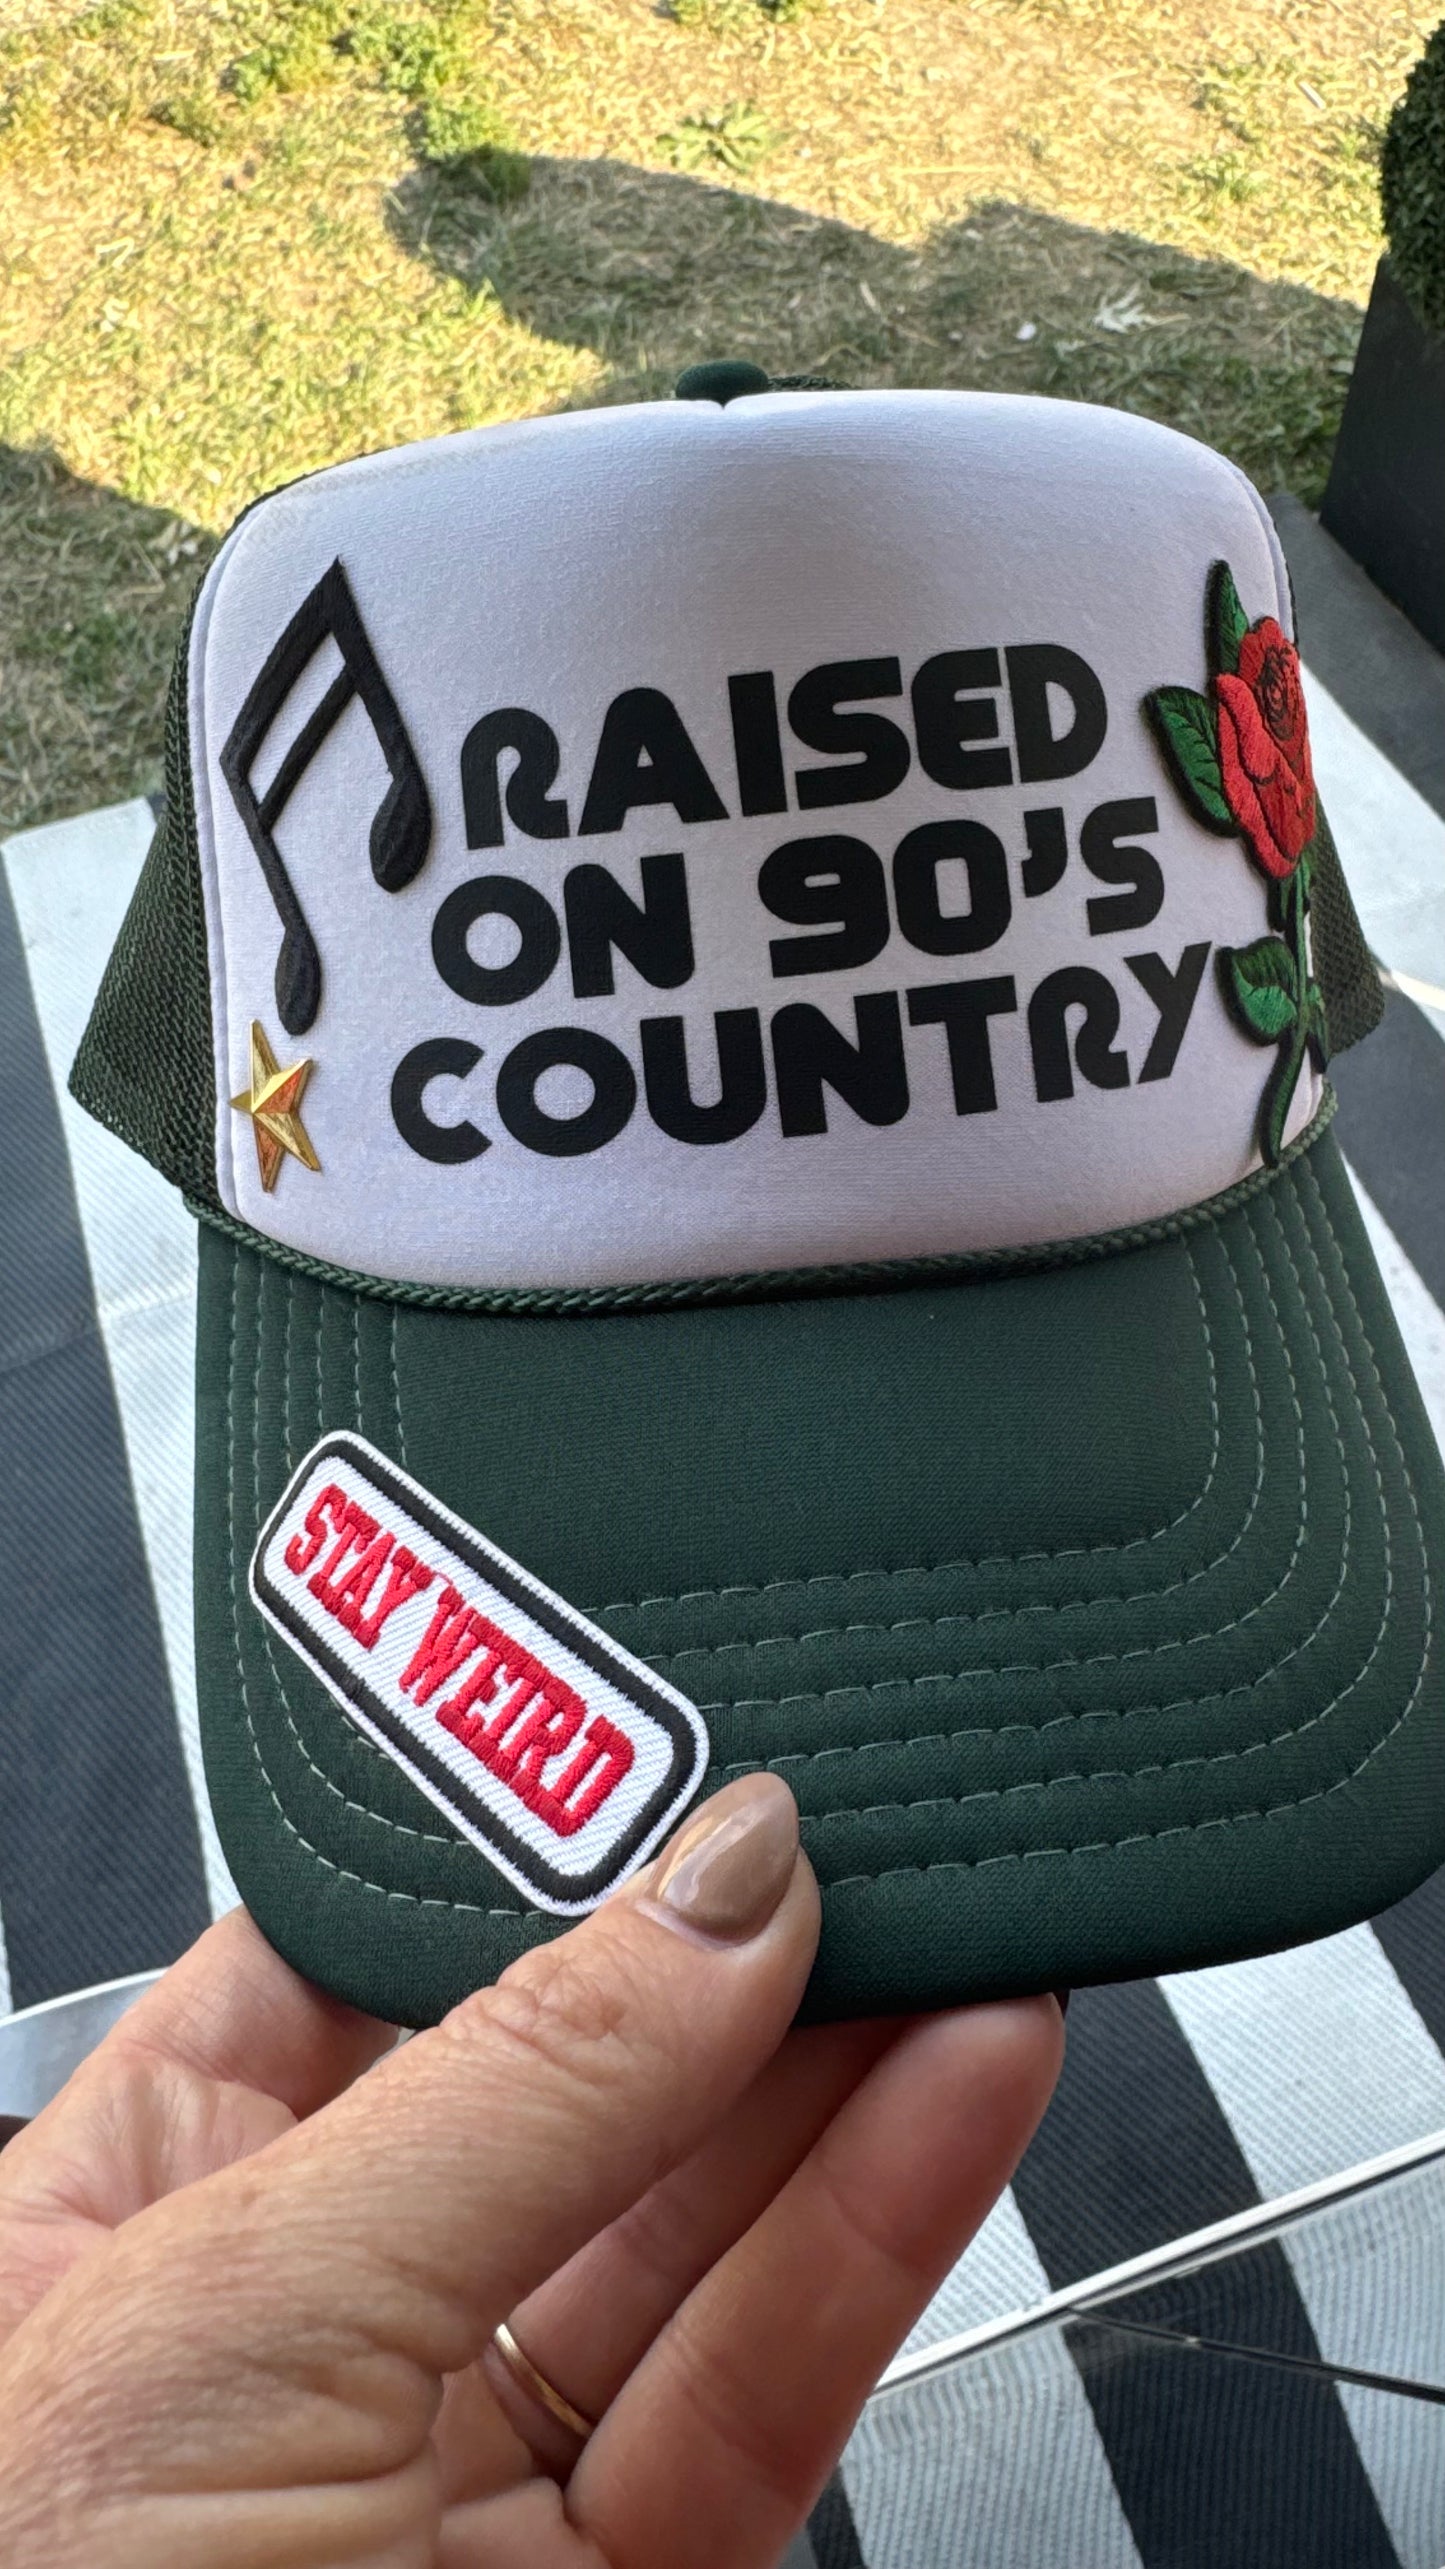 RAISED
ON 90'S
COUNTRY
STAY WEIRD